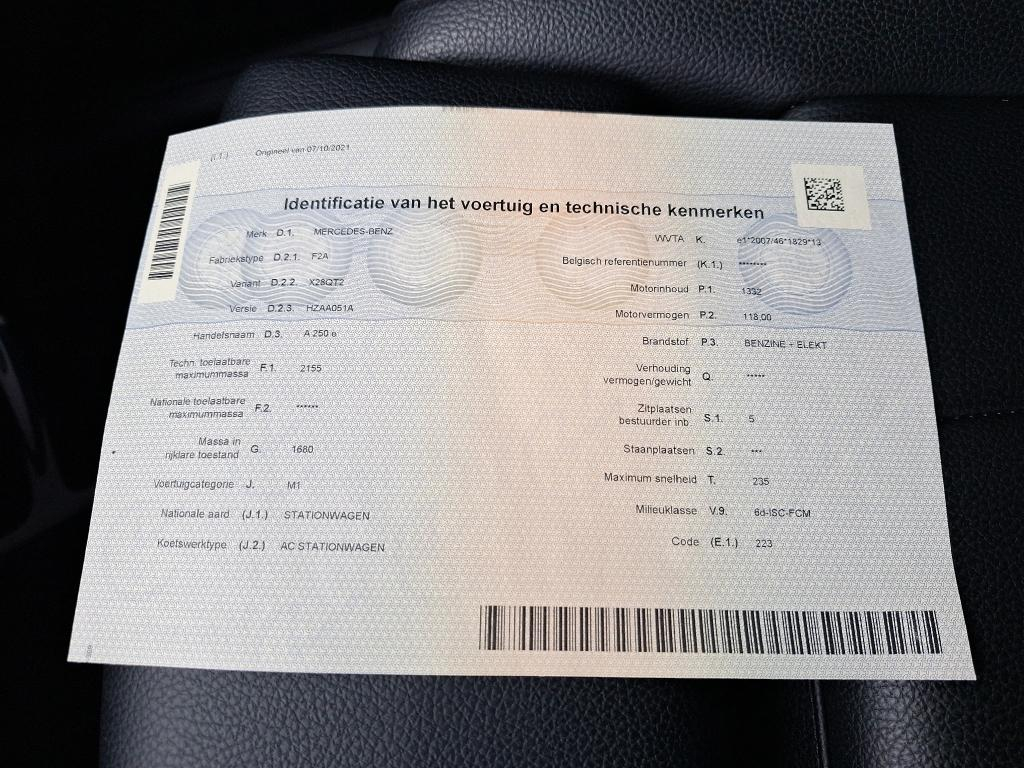 (I.1.) Origineel van 07/10/2021
Identificatie van het voertuig en technische kenmerken
Merk D.1. MERCEDES-BENZ
Fabriekstype D.2.1. F2A
Variant D.2.2. X28QT2
Versie D.2.3. HZAA051A
Handelsnaam D.3. A 250 e
Techn. toelaatbare
maximummassa F.1. 2155
Nationale toelaatbare
maximummassa F.2. ******
Massa in
rijklare toestand G. 1680
Voertuigcategorie J. M1
Nationale aard (J.1.) STATIONWAGEN
Koetswerktype (J.2.) AC STATIONWAGEN
WVTA K. e1*2007/46*1829*13
Belgisch referentienummer (K.1.) ********
Motorinhoud P.1. 1332
Motorvermogen P.2. 118,00
Brandstof P.3. BENZINE + ELEKT
Verhouding
vermogen/gewicht Q. *****
Zitplaatsen
bestuurder inb S.1. 5
Staanplaatsen S.2. ***
Maximum snelheid T. 235
Milieuklasse V.9. 6d-ISC-FCM
Code (E.1.) 223